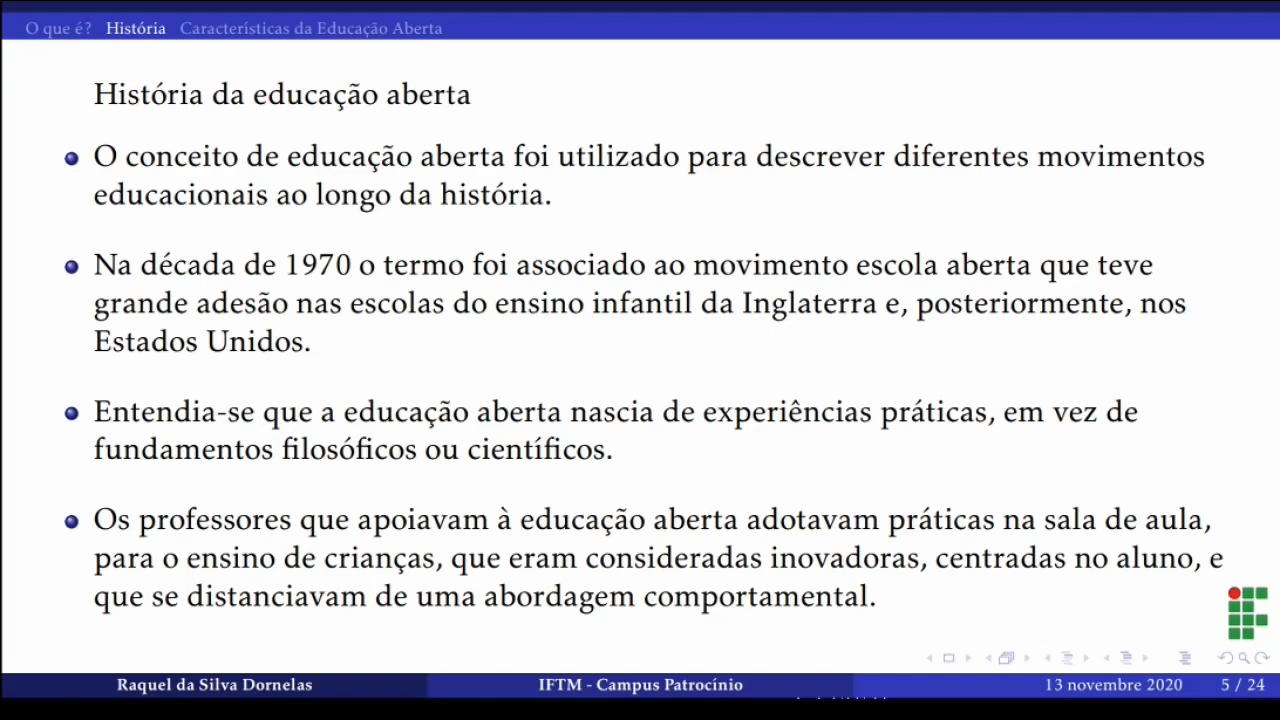 O que é? História Características da Educação Aberta
História da educação aberta
O conceito de educação aberta foi utilizado para descrever diferentes movimentos
educacionais ao longo da história.
Na década de 1970 o termo foi associado ao movimento escola aberta que teve
grande adesão nas escolas do ensino infantil da Inglaterra e, posteriormente, nos
Estados Unidos.
Entendia-se que a educação aberta nascia de experiências práticas, em vez de
fundamentos filosóficos ou científicos.
Os professores que apoiavam à educação aberta adotavam práticas na sala de aula,
para o ensino de crianças, que eram consideradas inovadoras, centradas no aluno, e
que se distanciavam de uma abordagem comportamental.
Raquel da Silva Dornelas IFTM - Campus Patrocínio 13 novembre 2020 5 / 24